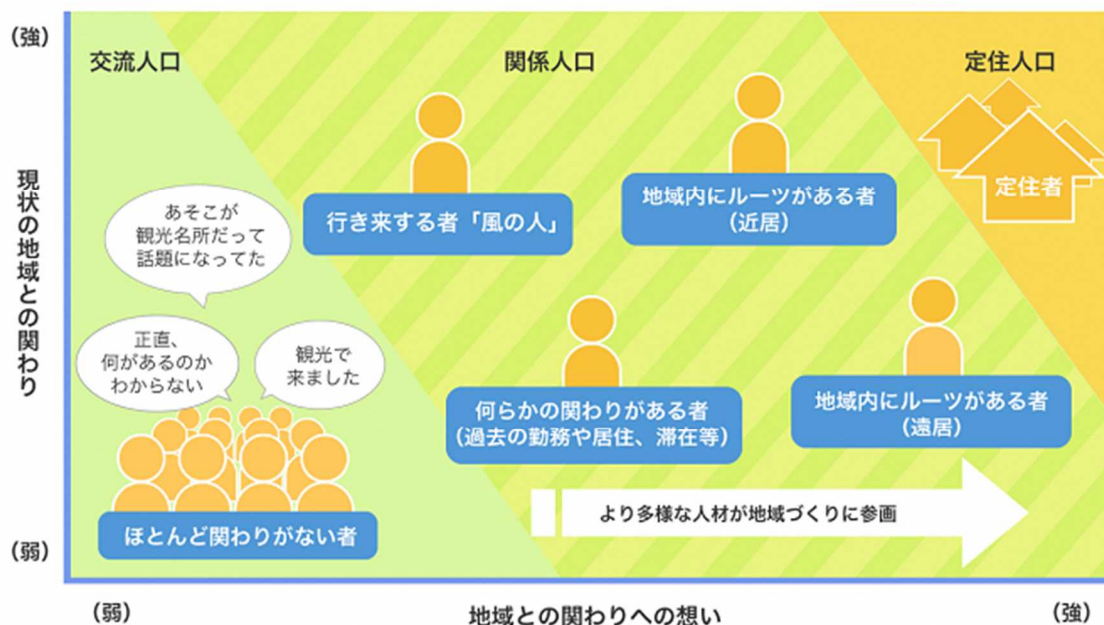 （強）
現状の地域との関わり
（弱）
交流人口
関係人口
定住人口
行き来する者「風の人」
地域内にルーツがある者
（近居）
定住者
あそこが
観光名所だって
話題になってた
正直、
何があるのか
わからない
観光で
来ました
何らかの関わりがある者
（過去の勤務や居住、滞在等）
地域内にルーツがある者
（遠居）
ほとんど関わりがない者
より多様な人材が地域づくりに参画
（弱）
地域との関わりへの想い
（強）